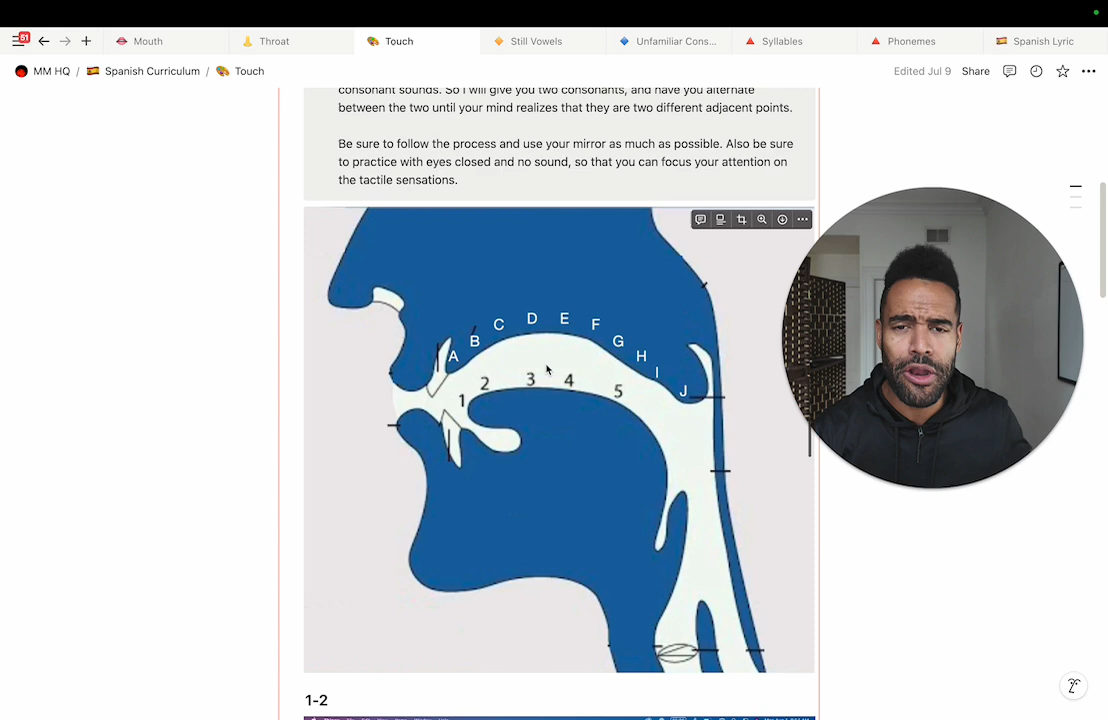 51
Mouth
Throat
Touch
Still Vowels
Unfamiliar Cons...
Syllables
Phonemes
Spanish Lyric
MM HQ / Spanish Curriculum / Touch
Edited Jul 9
Share
consonant sounds. So I will give you two consonants, and have you alternate
between the two until your mind realizes that they are two different adjacent points.
Be sure to follow the process and use your mirror as much as possible. Also be sure
to practice with eyes closed and no sound, so that you can focus your attention on
the tactile sensations.
A B C D E F G H I J
1 2 3 4 5
1-2